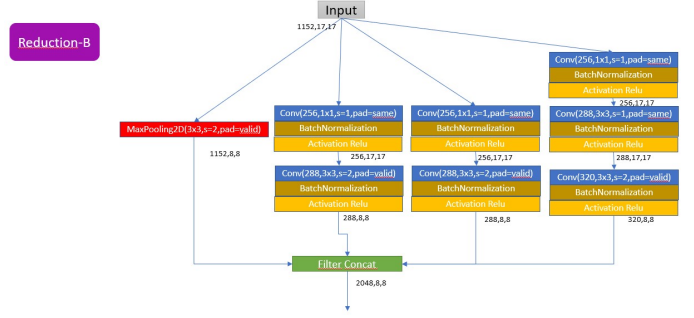 Input
1152,17,17
Reduction-B
Conv(256,1x1,s=1,pad=same)
BatchNormalization
Activation Relu
256,17,17
Conv(256,1x1,s=1,pad=same)
Conv(256,1x1,s=1,pad=same)
Conv(288,3x3,s=1,pad=same)
MaxPooling2D(3x3,s=2,pad=valid)
BatchNormalization
BatchNormalization
BatchNormalization
Activation Relu
Activation Relu
Activation Relu
1152,8,8
256,17,17
256,17,17
288,17,17
Conv(288,3x3,s=2,pad=valid)
Conv(288,3x3,s=2,pad=valid)
Conv(320,3x3,s=2,pad=valid)
BatchNormalization
BatchNormalization
BatchNormalization
Activation Relu
Activation Relu
Activation Relu
288,8,8
288,8,8
320,8,8
Filter Concat
2048,8,8